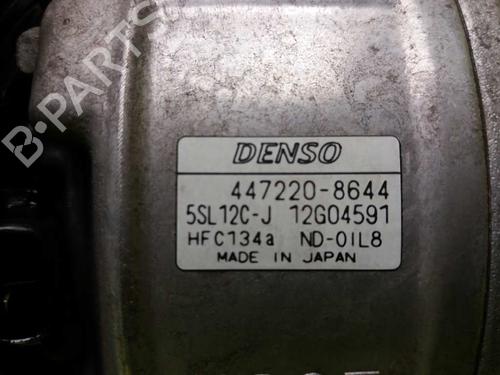 B-PARTS
DENSO
447220-8644
5SL12C-J 12G04591
HFC134a ND-OIL8
MADE IN JAPAN